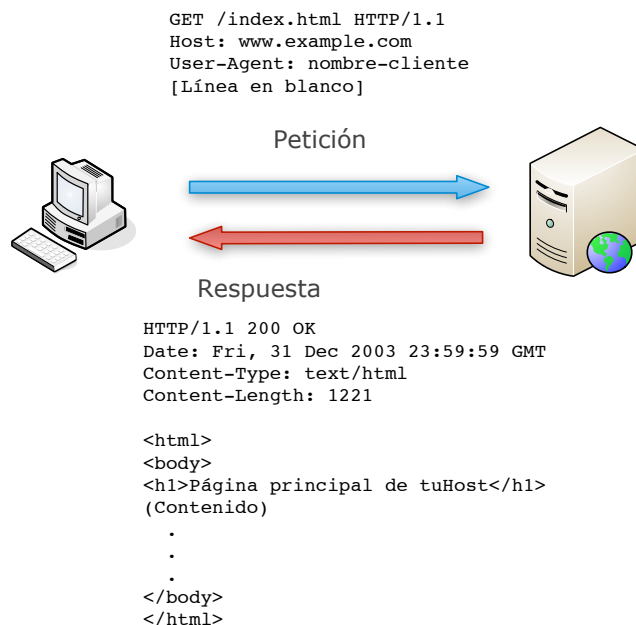 GET /index.html HTTP/1.1
Host: www.example.com
User-Agent: nombre-cliente
[Línea en blanco]
Petición
Respuesta
HTTP/1.1 200 OK
Date: Fri, 31 Dec 2003 23:59:59 GMT
Content-Type: text/html
Content-Length: 1221
<html>
<body>
<h1>Página principal de tuHost</h1>
(Contenido)
.
.
.
</body>
</html>